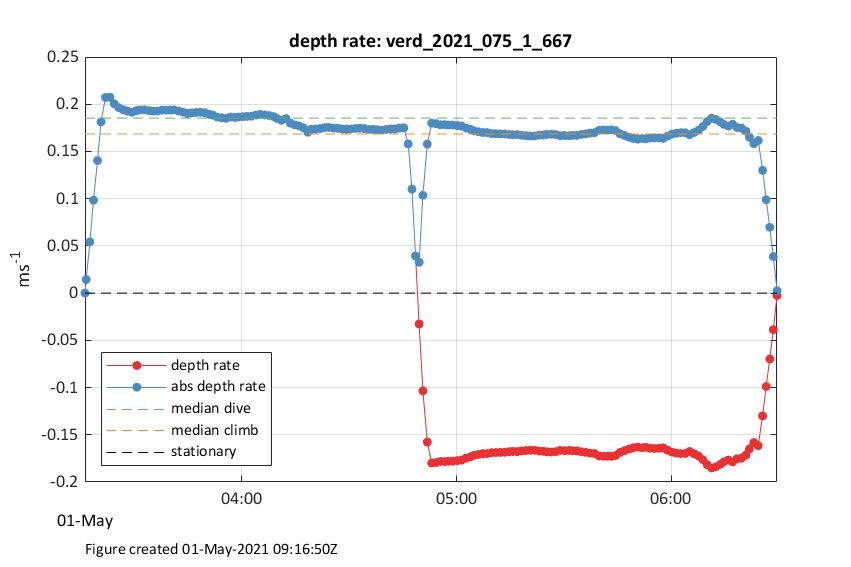 depth rate: verd_2021_075_1_667
0.25
0.2
0.15
0.1
0.05
0
-0.05
-0.1
-0.15
-0.2
ms⁻¹
depth rate
abs depth rate
median dive
median climb
stationary
04:00
05:00
06:00
01-May
Figure created 01-May-2021 09:16:50Z